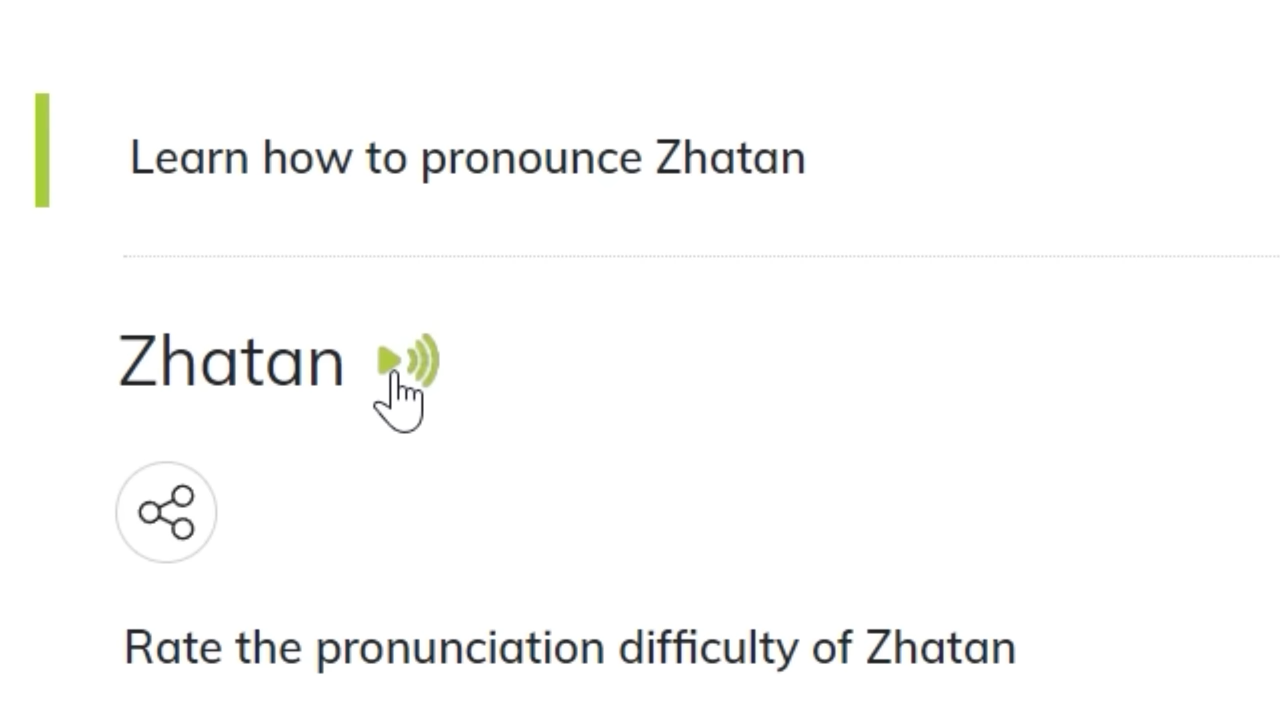 Learn how to pronounce Zhatan
Zhatan
Rate the pronunciation difficulty of Zhatan